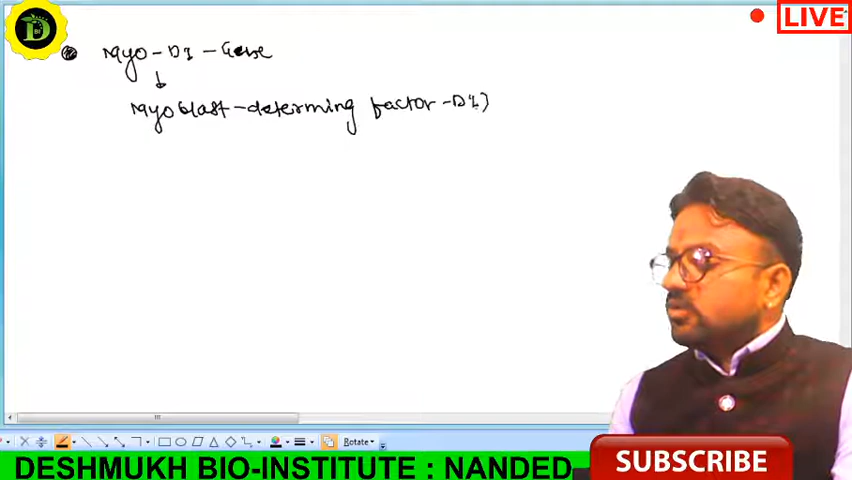 LIVE
Myo-D1-Gene
Myoblast-determing factor-D1)
Rotate
DESHMUKH BIO-INSTITUTE : NANDED
SUBSCRIBE